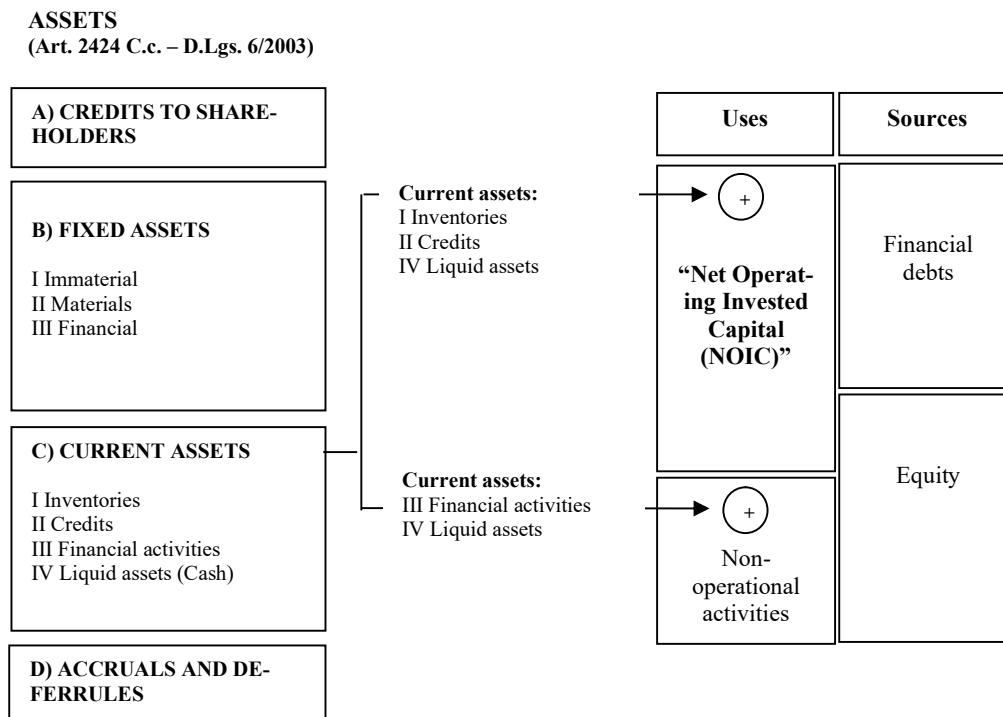 ASSETS
(Art. 2424 C.c. – D.Lgs. 6/2003)
A) CREDITS TO SHARE-
HOLDERS
B) FIXED ASSETS
I Immaterial
II Materials
III Financial
C) CURRENT ASSETS
I Inventories
II Credits
III Financial activities
IV Liquid assets (Cash)
D) ACCRUALS AND DE-
FERRULES
Current assets:
I Inventories
II Credits
IV Liquid assets
Current assets:
III Financial activities
IV Liquid assets
Uses
+
“Net Operat-
ing Invested
Capital
(NOIC)”
+
Non-
operational
activities
Sources
Financial
debts
Equity